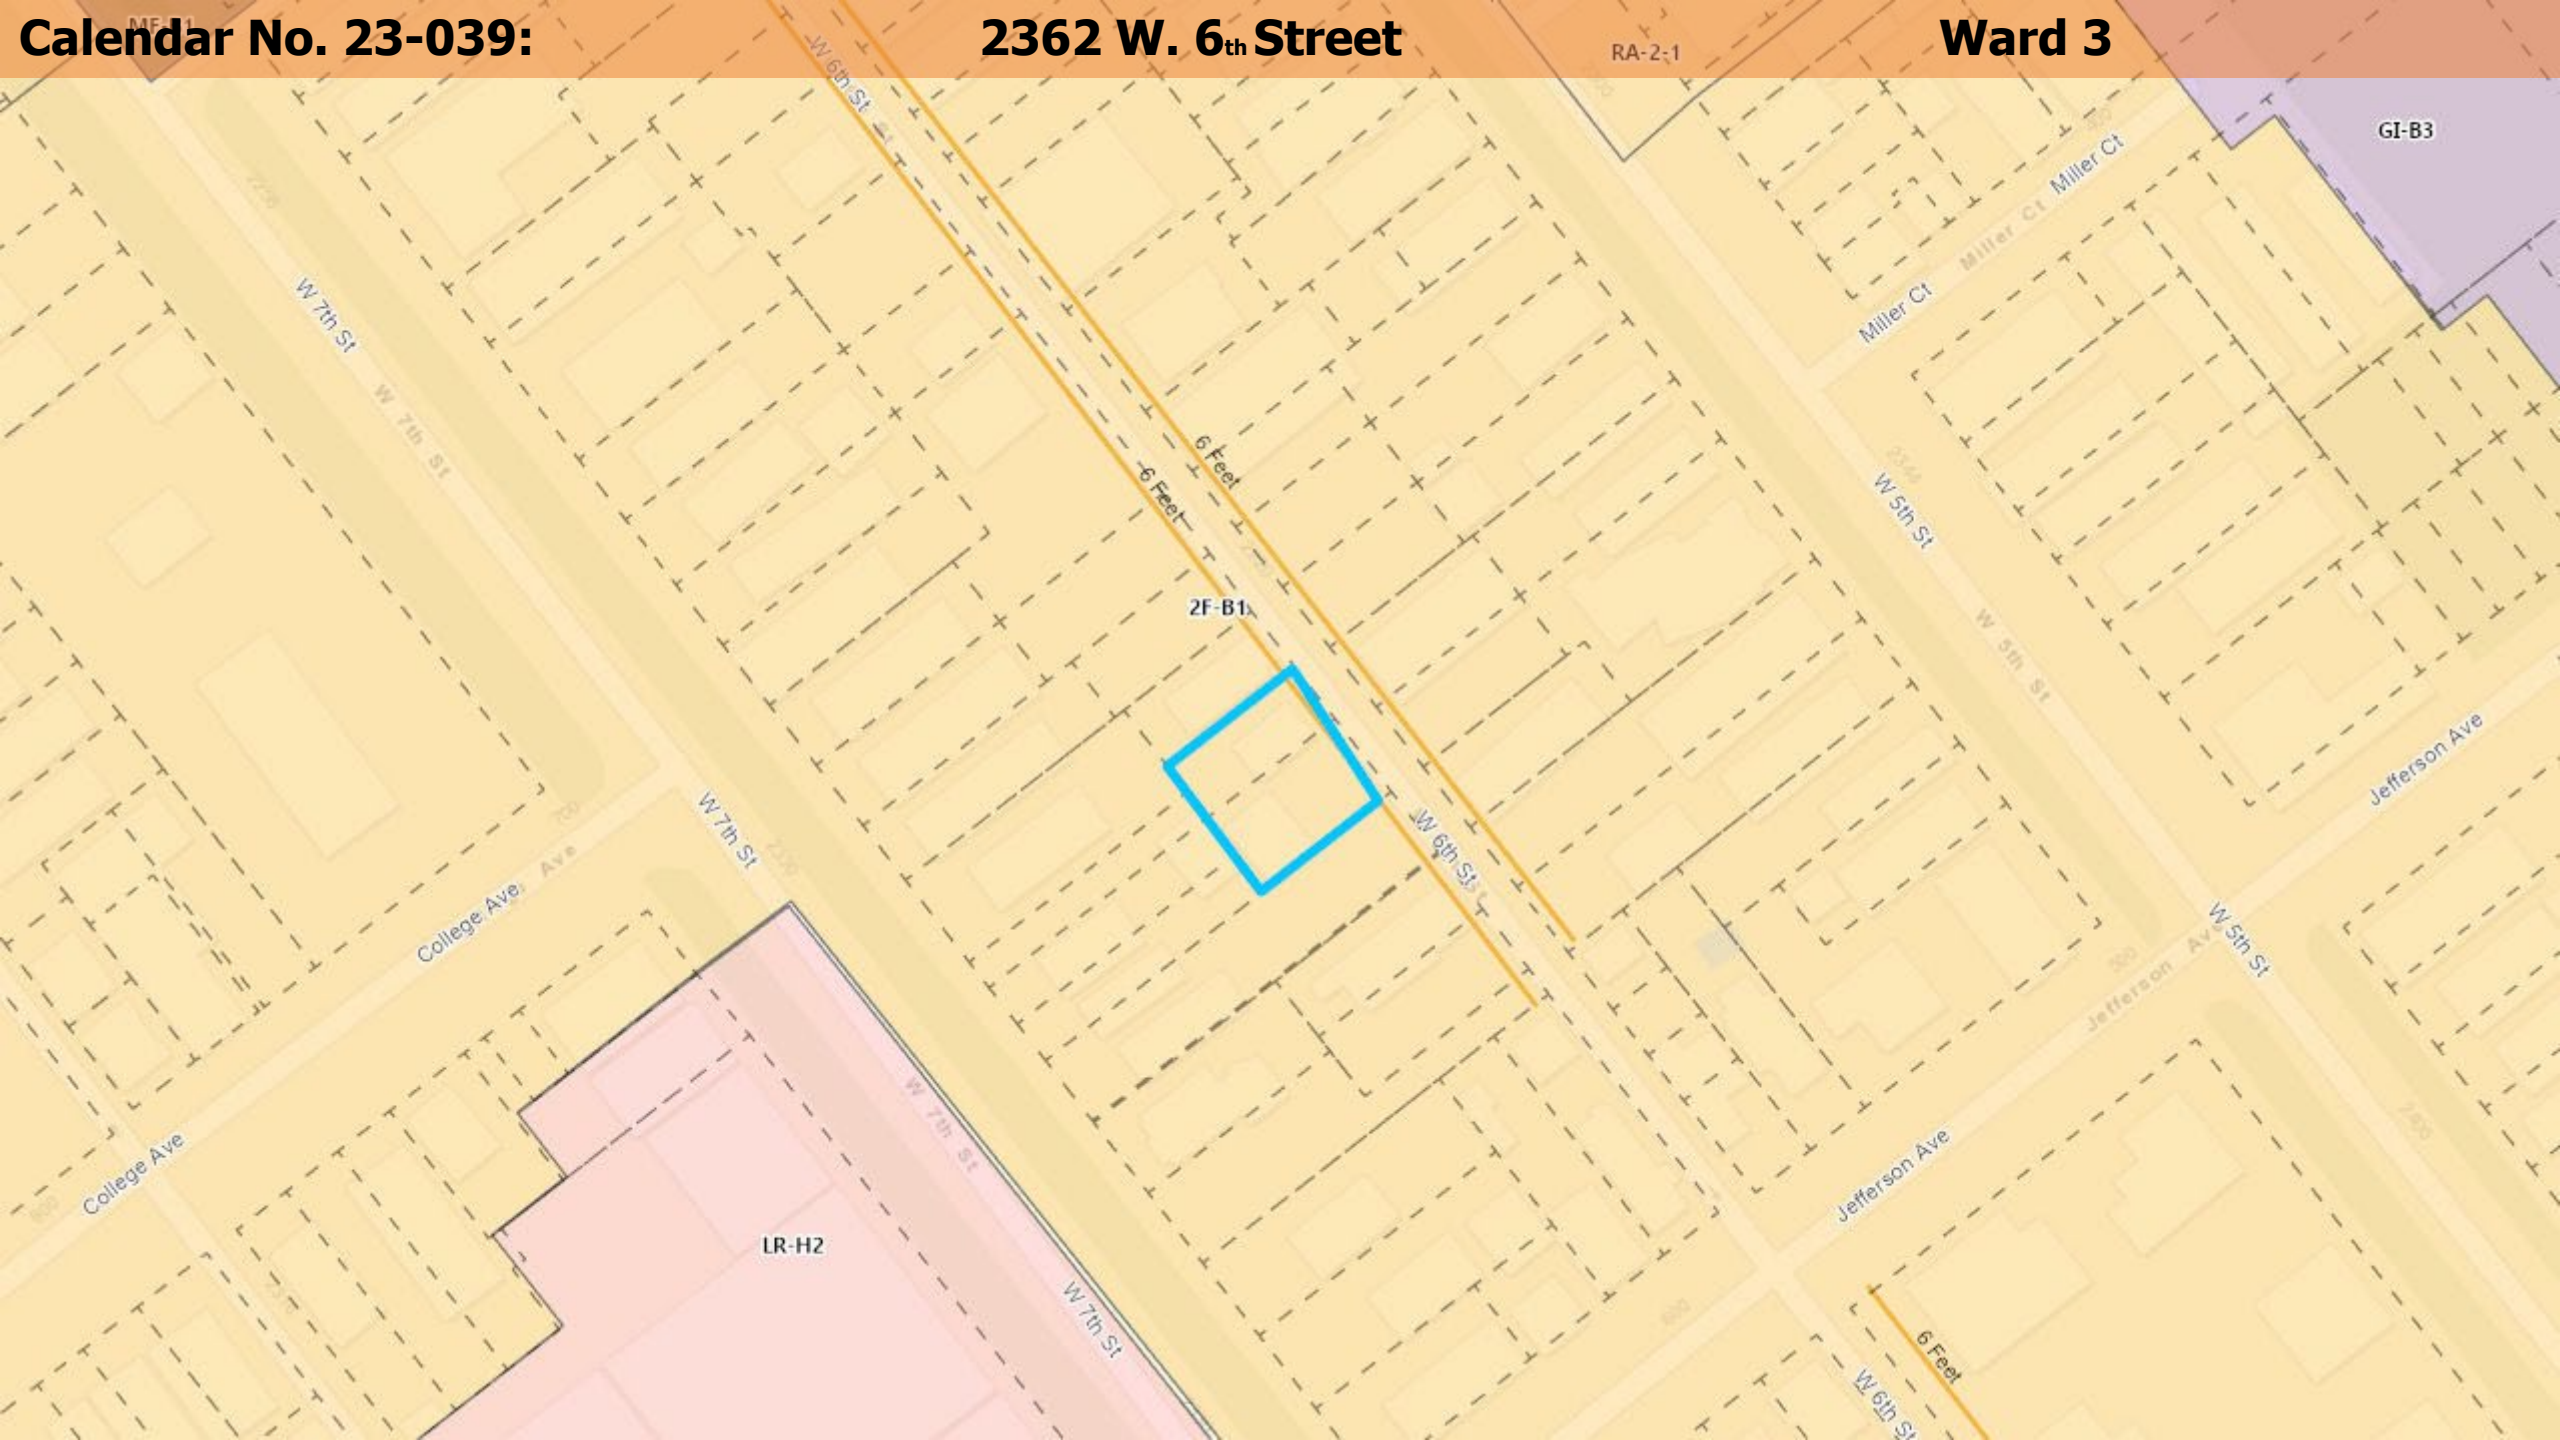 Calendar No. 23-039:
2362 W. 6th Street
Ward 3
RA-2-1
W 6th St
GI-B3
Miller Ct
Miller Ct
Miller Ct
W 7th St
W 7th St
6 Feet
6 Feet
W 5th St
2F-B1
W 5th St
Jefferson Ave
W 7th St
W 6th St
700
Ave
College Ave
W 5th St
Jefferson Ave
W 7th St
College Ave
Jefferson Ave
LR-H2
W 7th St
6 Feet
W 6th St